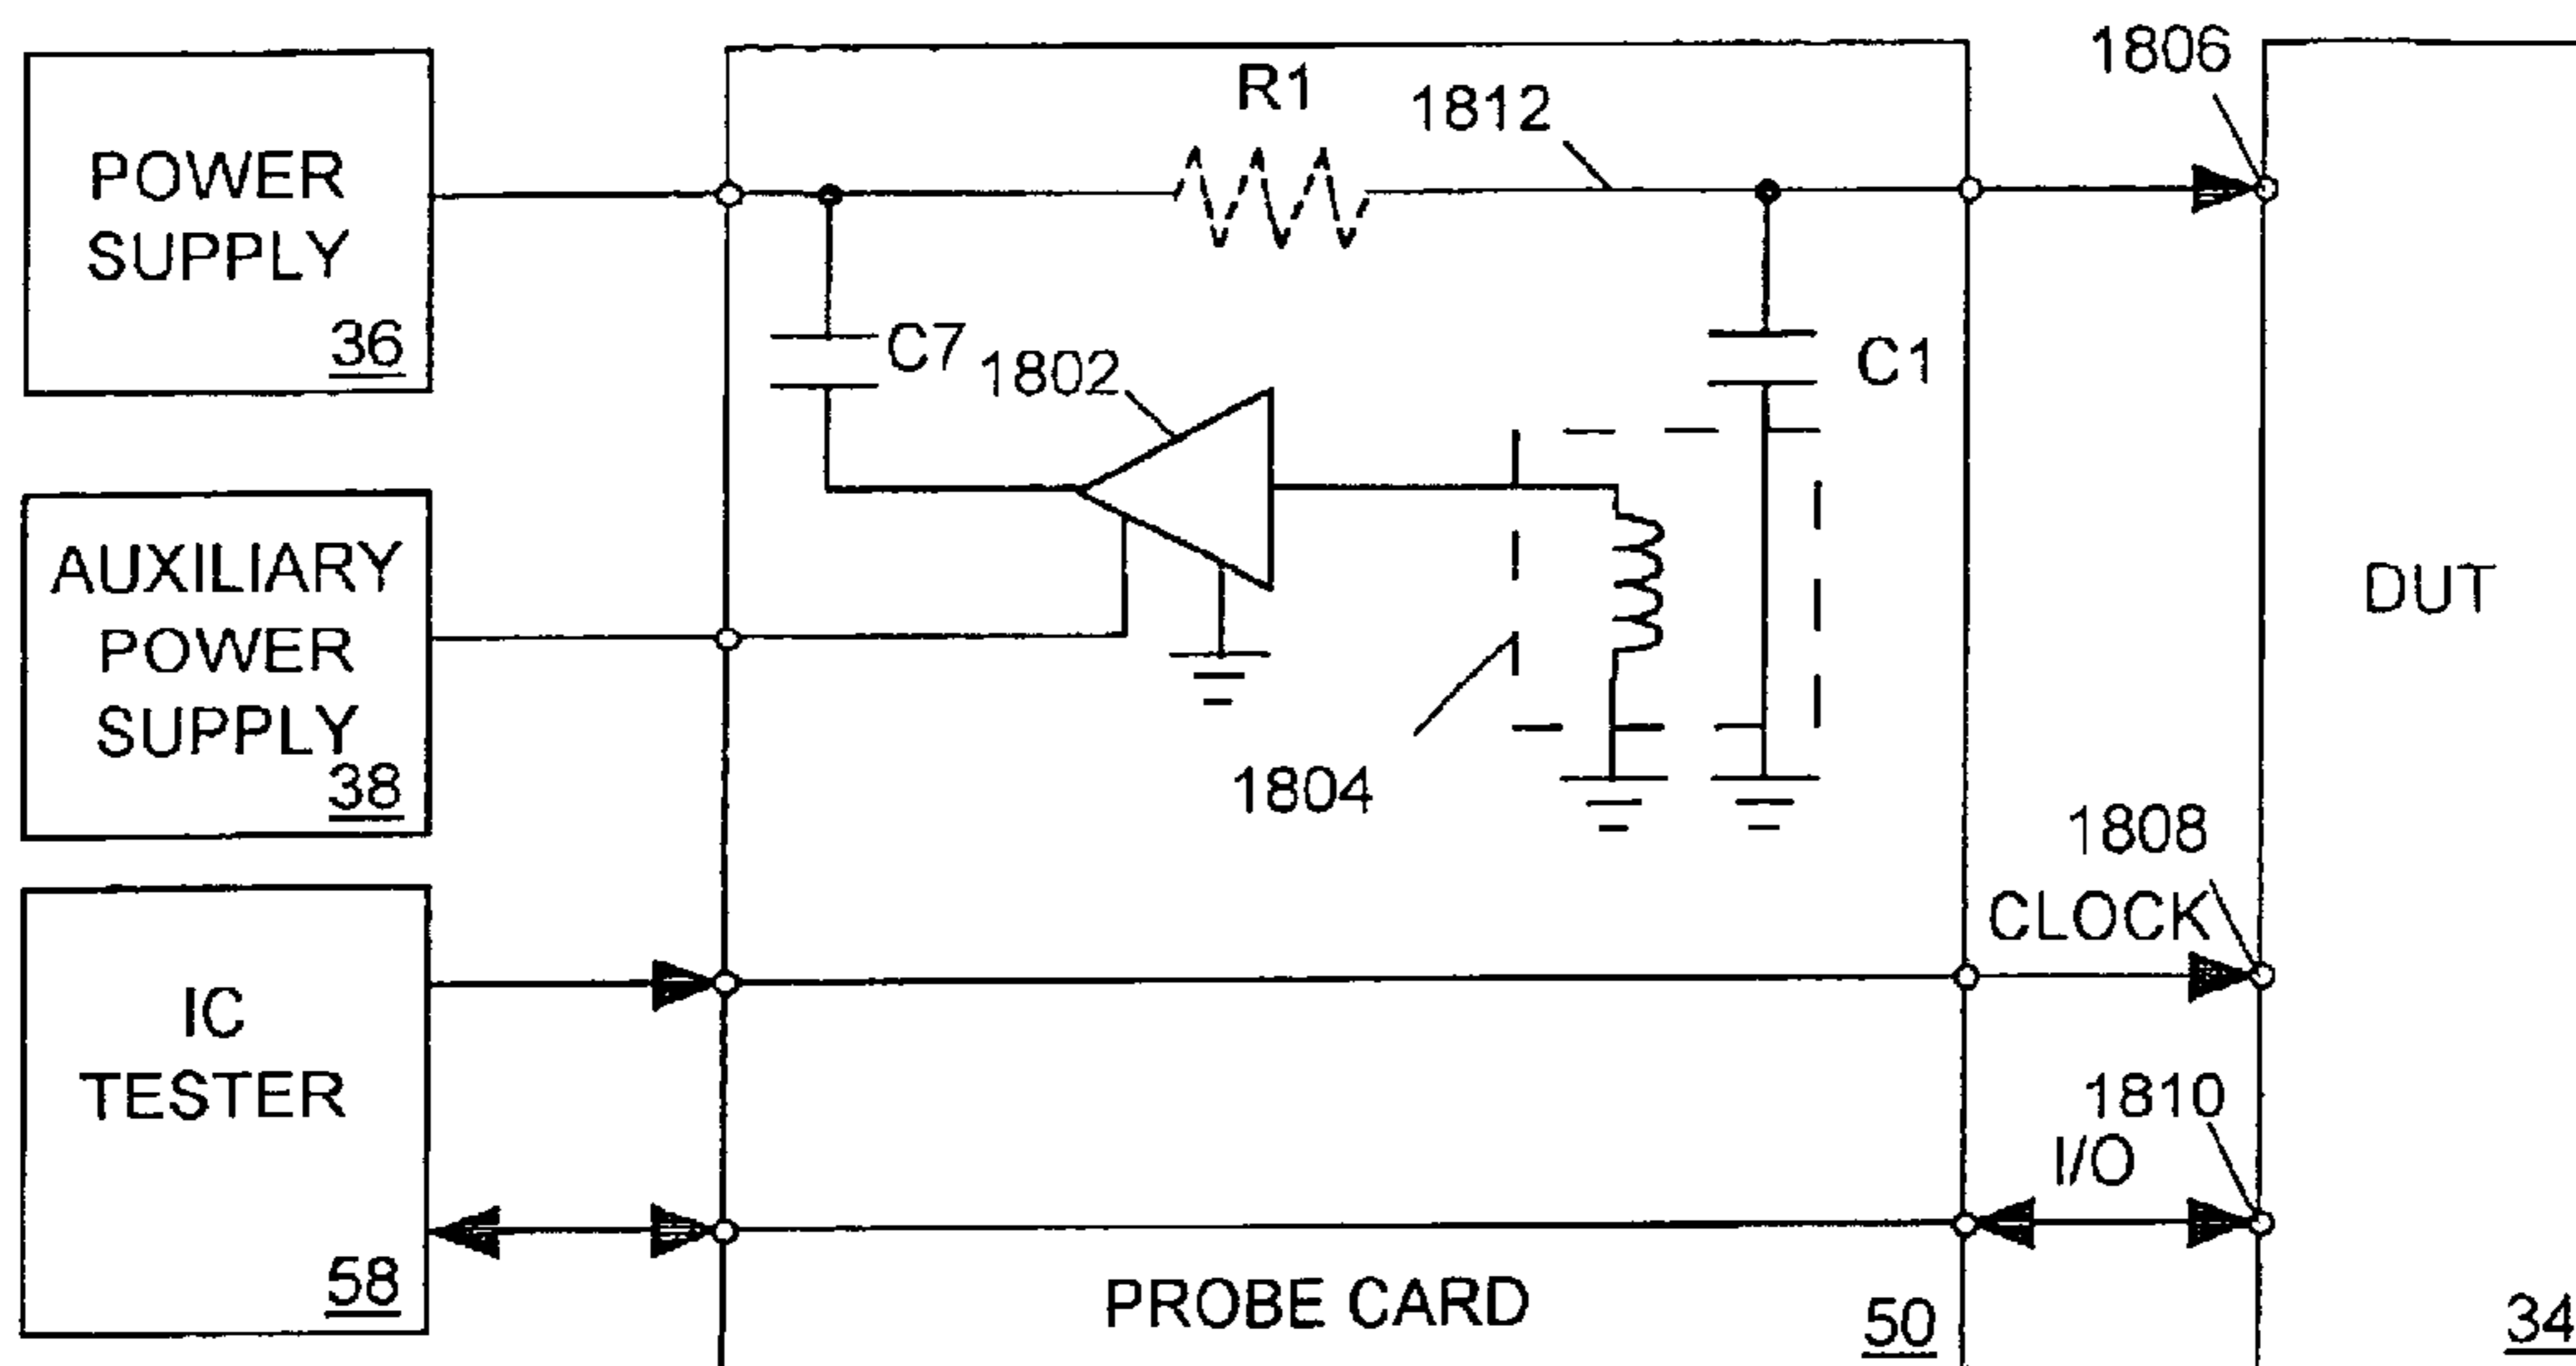 POWER
SUPPLY
36
R1
1812
1806
C7
1802
C1
AUXILIARY
POWER
SUPPLY
38
1804
DUT
1808
CLOCK
IC
TESTER
58
1810
I/O
PROBE CARD
50
34